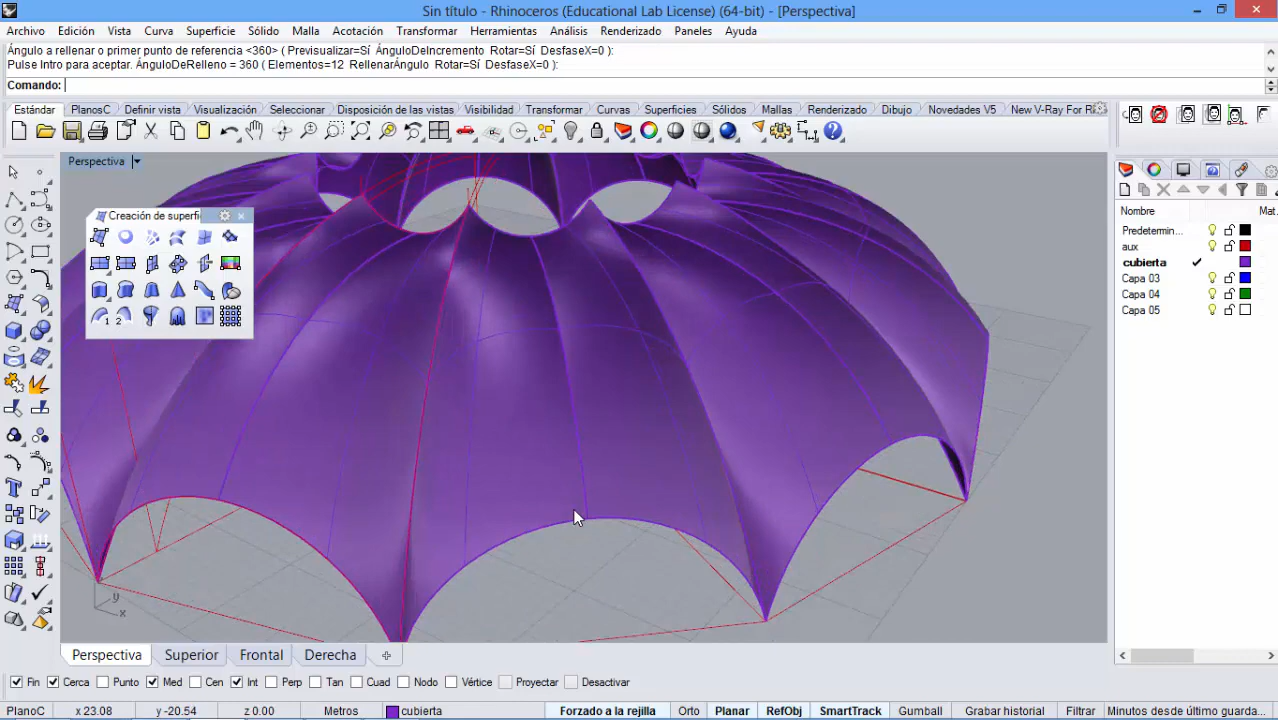 Sin título - Rhinoceros (Educational Lab License) (64-bit) - [Perspectiva]
Archivo Edición Vista Curva Superficie Sólido Malla Acotación Transformar Herramientas Análisis Renderizado Paneles Ayuda
Ángulo a rellenar o primer punto de referencia <360> ( Previsualizar=Sí ÁnguloDeIncremento Rotar=Sí DesfaseX=0 ):
Pulse Intro para aceptar. ÁnguloDeRelleno = 360 ( Elementos=12 RellenarÁngulo Rotar=Sí DesfaseX=0 ):
Comando:
Estándar PlanosC Definir vista Visualización Seleccionar Disposición de las vistas Visibilidad Transformar Curvas Superficies Sólidos Mallas Renderizado Dibujo Novedades V5 New V-Ray For R
Perspectiva
Creación de superfi
Nombre Mat.
Predetermin...
aux
cubierta
Capa 03
Capa 04
Capa 05
1 2
y
x
Perspectiva Superior Frontal Derecha
Fin Cerca Punto Med Cen Int Perp Tan Cuad Nodo Vértice Proyectar Desactivar
PlanoC x 23.08 y -20.54 z 0.00 Metros cubierta Forzado a la rejilla Orto Planar RefObj SmartTrack Gumball Grabar historial Filtrar Minutos desde último guarda...